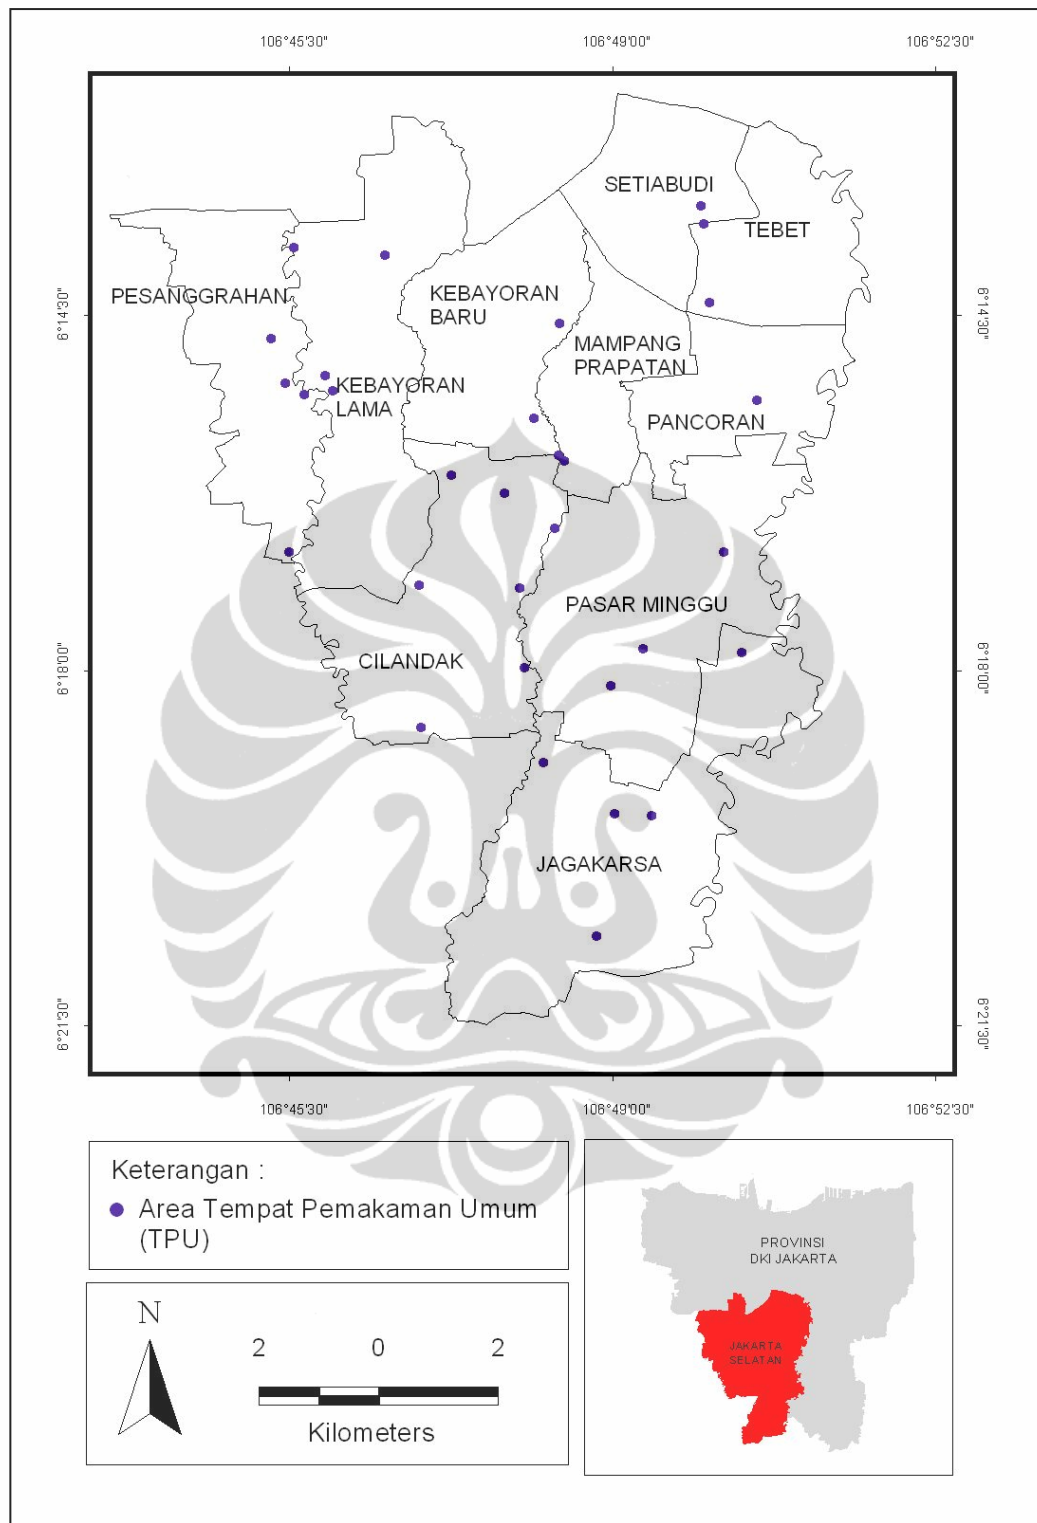 106°45'30"
106°49'00"
106°52'30"
SETIABUDI
TEBET
PESANGGRAHAN
KEBAYORAN
BARU
6°14'30"
6°14'30"
MAMPANG
PRAPATAN
KEBAYORAN
LAMA
PANCORAN
PASAR MINGGU
CILANDAK
6°18'00"
6°18'00"
JAGAKARSA
6°21'30"
6°21'30"
106°45'30"
106°49'00"
106°52'30"
Keterangan :
Area Tempat Pemakaman Umum
(TPU)
PROVINSI
DKI JAKARTA
JAKARTA
SELATAN
N
2 0 2
Kilometers